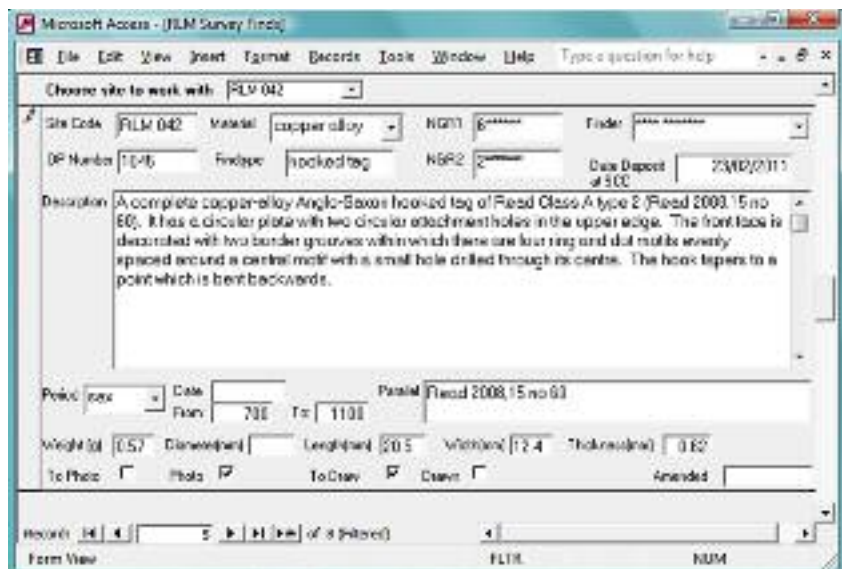 Microsoft Access - [RLM Survey Finds]
File Edit View Insert Format Records Tools Window Help Type a question for help
Choose site to work with RLM 042
Site Code RLM 042 Material copper alloy NGR1 6****** Finder **** *******
DP Number 1046 Findtype hooked tag NGR2 2****** Date Deposit at SCC 23/02/2011
Description A complete copper-alloy Anglo-Saxon hooked tag of Read Class A type 2 (Read 2008,15 no
60). It has a circular plate with two circular attachment holes in the upper edge. The front face is
decorated with two border grooves within which there are four ring and dot motifs evenly
spaced around a central motif with a small hole drilled through its centre. The hook tapers to a
point which is bent backwards.
Period sax Date Parallel Read 2008,15 no 60
From 700 To 1100
Weight (g) 0.57 Diameter(mm) Length(mm) 20.5 Width(mm) 12.4 Thickness(mm) 0.62
To Photo Photo To Draw Drawn Amended
Record: 5 of 8 (Filtered)
Form View FLTR NUM